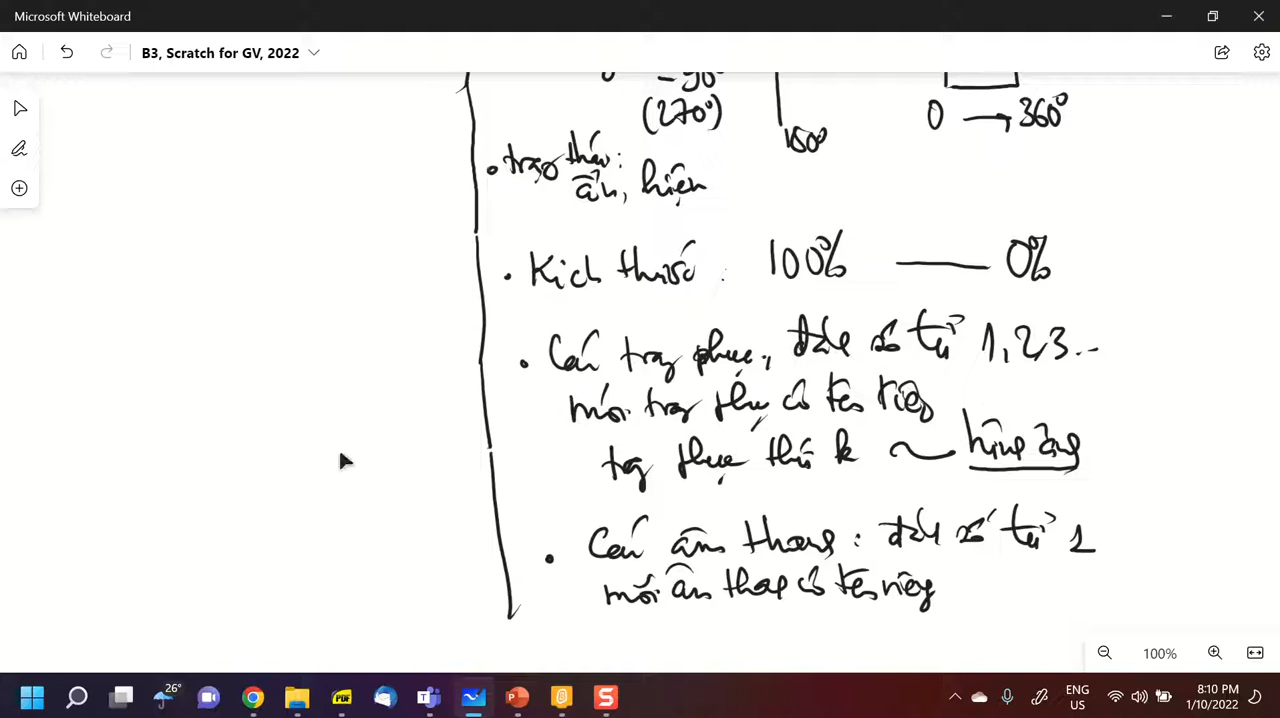 Microsoft Whiteboard
B3, Scratch for GV, 2022
-90°
(270°)
180°
0 → 360°
• trạng thái:
ẩn, hiện
• Kích thước : 100% — 0%
• Các trang phục, đánh số từ 1, 2, 3...
mỗi trang phục có tên riêng
trang phục thứ k ~ hình ảnh
• Các âm thanh : đánh số từ 1
mỗi âm thanh có tên riêng
100%
PDF
26°
ENG
US
8:10 PM
1/10/2022